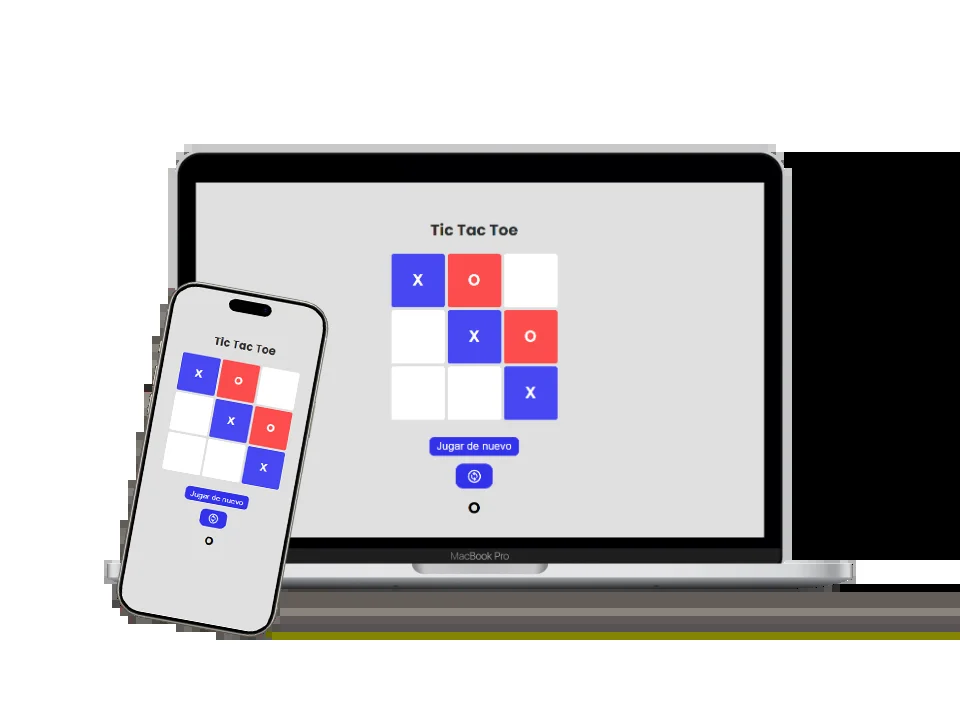 Tic Tac Toe
X O
X O
X
Jugar de nuevo
O
MacBook Pro
Tic Tac Toe
X O
X O
X
Jugar de nuevo
O